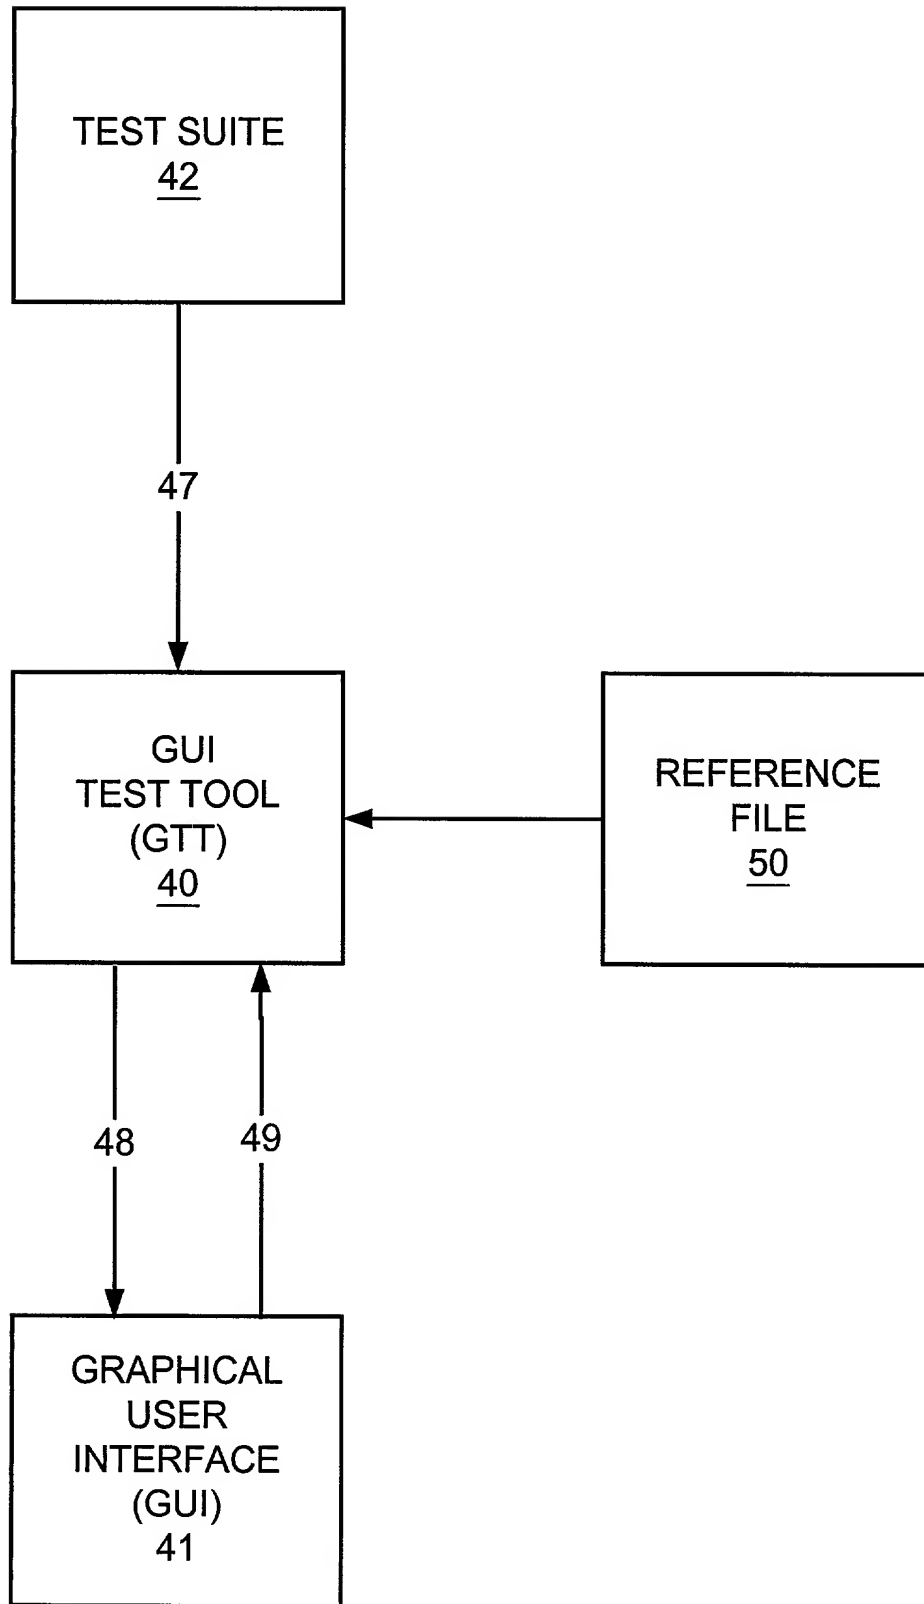 TEST SUITE
42
47
GUI
TEST TOOL
(GTT)
40
REFERENCE
FILE
50
48
49
GRAPHICAL
USER
INTERFACE
(GUI)
41